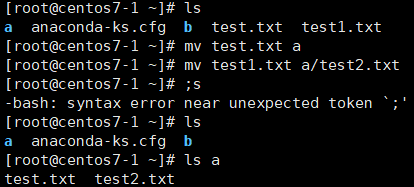 [root@centos7-1 ~]# ls
a  anaconda-ks.cfg  b  test.txt  test1.txt
[root@centos7-1 ~]# mv test.txt a
[root@centos7-1 ~]# mv test1.txt a/test2.txt
[root@centos7-1 ~]# ;s
-bash: syntax error near unexpected token `;'
[root@centos7-1 ~]# ls
a  anaconda-ks.cfg  b
[root@centos7-1 ~]# ls a
test.txt  test2.txt